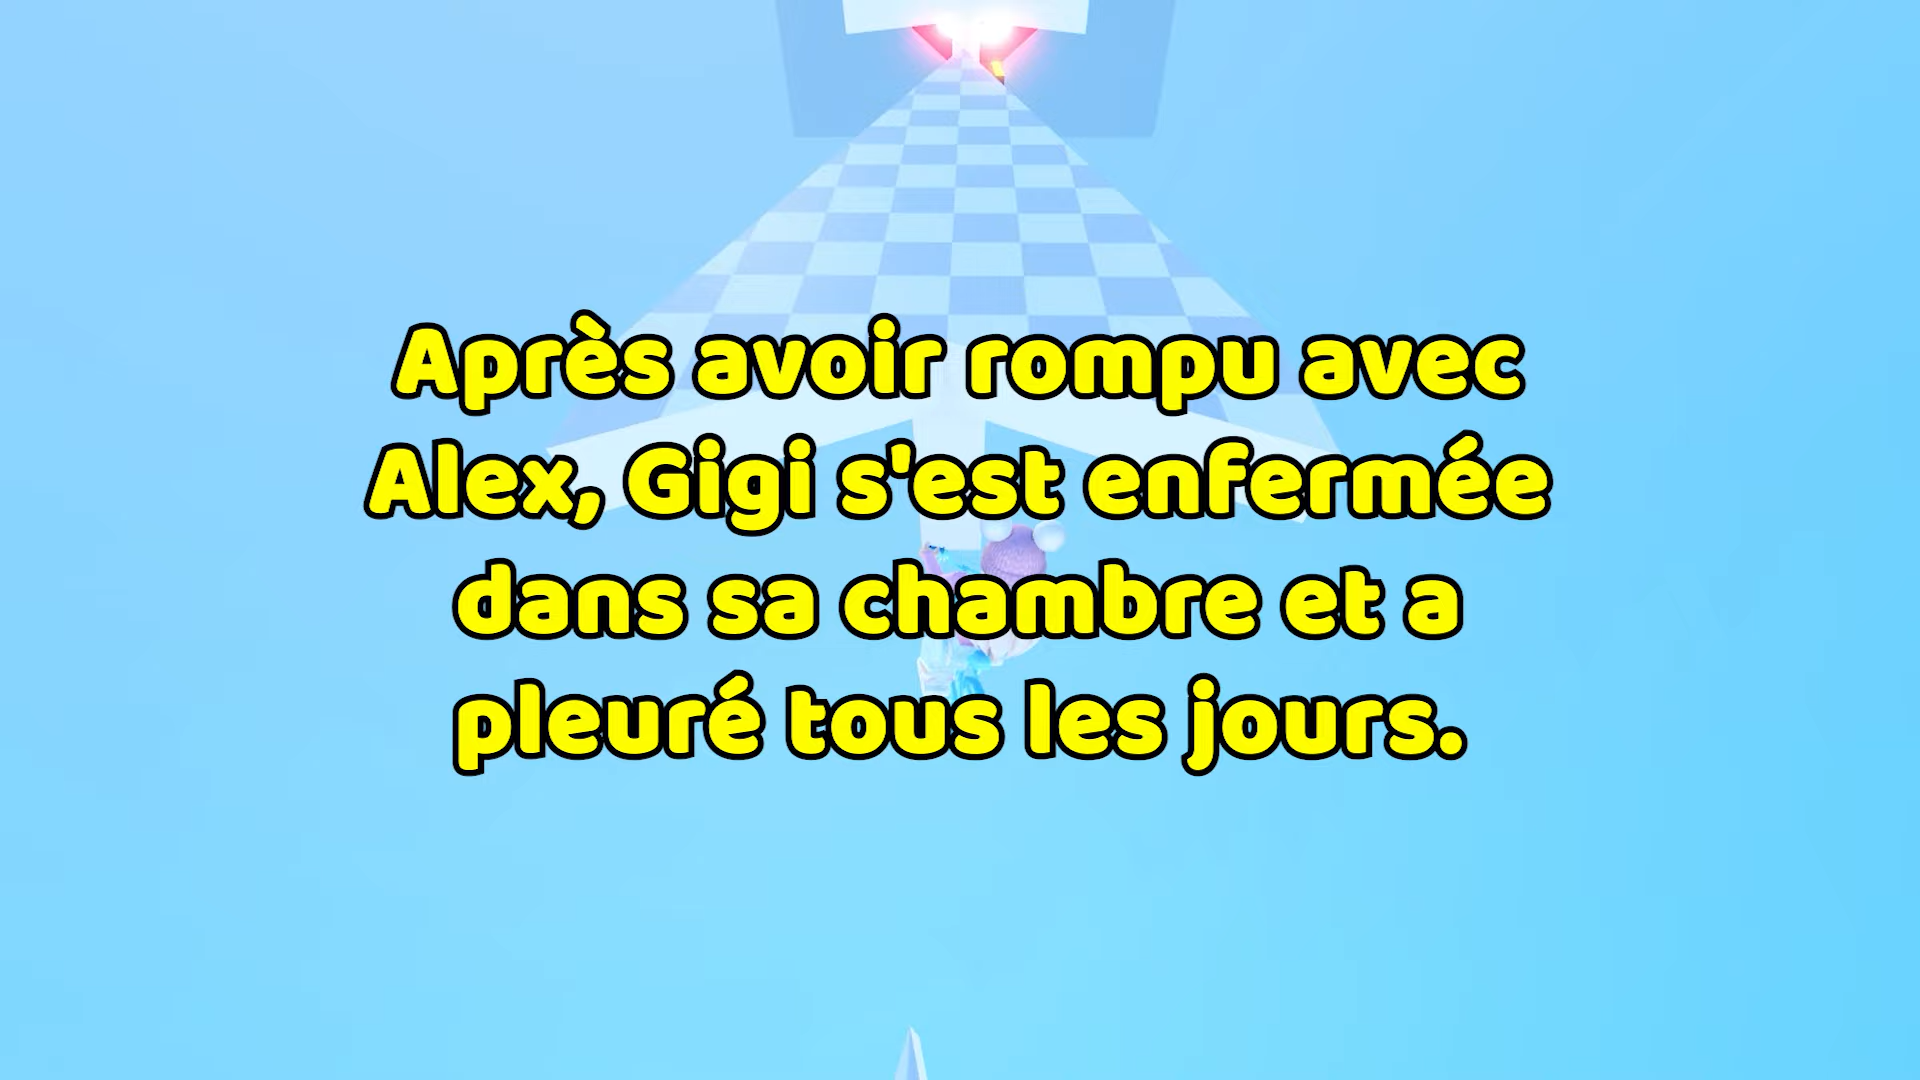 Après avoir rompu avec
Alex, Gigi s'est enfermée
dans sa chambre et a
pleuré tous les jours.